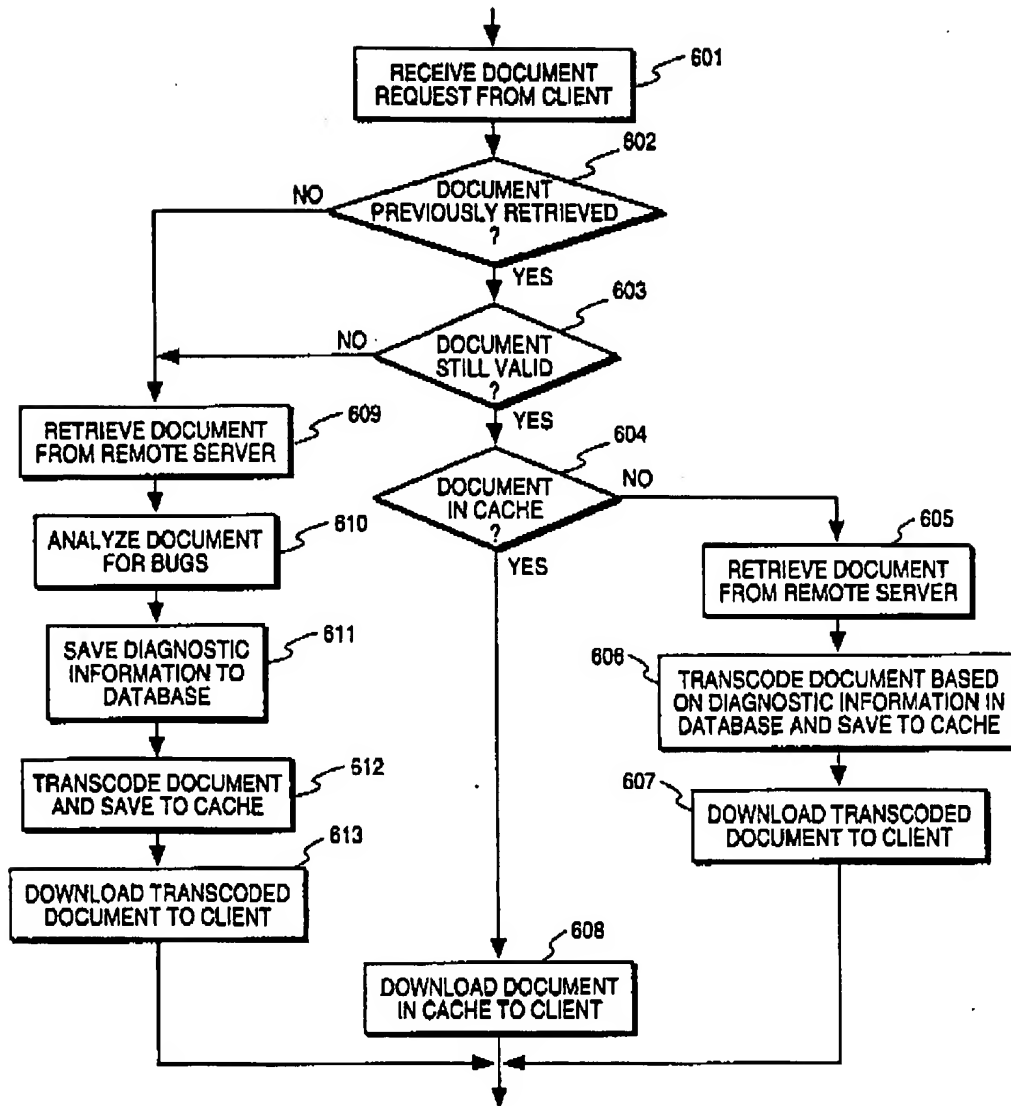 601
RECEIVE DOCUMENT
REQUEST FROM CLIENT
602
NO
DOCUMENT
PREVIOUSLY RETRIEVED
?
YES
603
NO
DOCUMENT
STILL VALID
?
YES
609
RETRIEVE DOCUMENT
FROM REMOTE SERVER
604
NO
DOCUMENT
IN CACHE
?
YES
610
ANALYZE DOCUMENT
FOR BUGS
605
RETRIEVE DOCUMENT
FROM REMOTE SERVER
611
SAVE DIAGNOSTIC
INFORMATION TO
DATABASE
606
TRANSCODE DOCUMENT BASED
ON DIAGNOSTIC INFORMATION IN
DATABASE AND SAVE TO CACHE
612
TRANSCODE DOCUMENT
AND SAVE TO CACHE
607
DOWNLOAD TRANSCODED
DOCUMENT TO CLIENT
613
DOWNLOAD TRANSCODED
DOCUMENT TO CLIENT
608
DOWNLOAD DOCUMENT
IN CACHE TO CLIENT